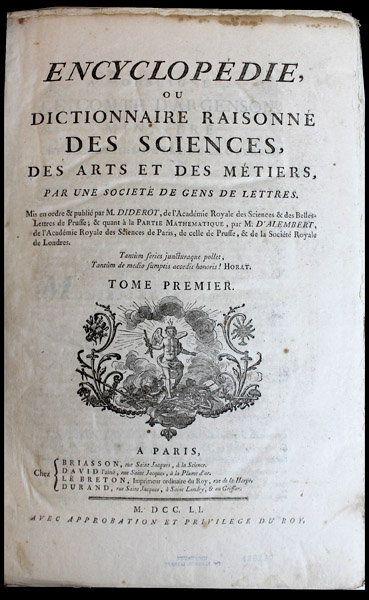 ENCYCLOPÉDIE,
OU
DICTIONNAIRE RAISONNÉ
DES SCIENCES,
DES ARTS ET DES MÉTIERS,
PAR UNE SOCIETÉ DE GENS DE LETTRES.
Mis en ordre & publié par M. DIDEROT, de l'Académie Royale des Sciences & des Belles-
Lettres de Prusse; & quant à la PARTIE MATHÉMATIQUE, par M. D'ALEMBERT,
de l'Académie Royale des Sciences de Paris, de celle de Prusse, & de la Société Royale
de Londres.
Tantùm series juncturaque pollet,
Tantùm de medio sumptis accedit honoris! HORAT.
TOME PREMIER.
A PARIS,
Chez
BRIASSON, rue Saint Jacques, à la Science.
DAVID l'aîné, rue Saint Jacques, à la Plume d'or.
LE BRETON, Imprimeur ordinaire du Roy, rue de la Harpe.
DURAND, rue Saint Jacques, à Saint Landry, & au Griffon.
M. DCC. LI.
AVEC APPROBATION ET PRIVILEGE DU ROY.